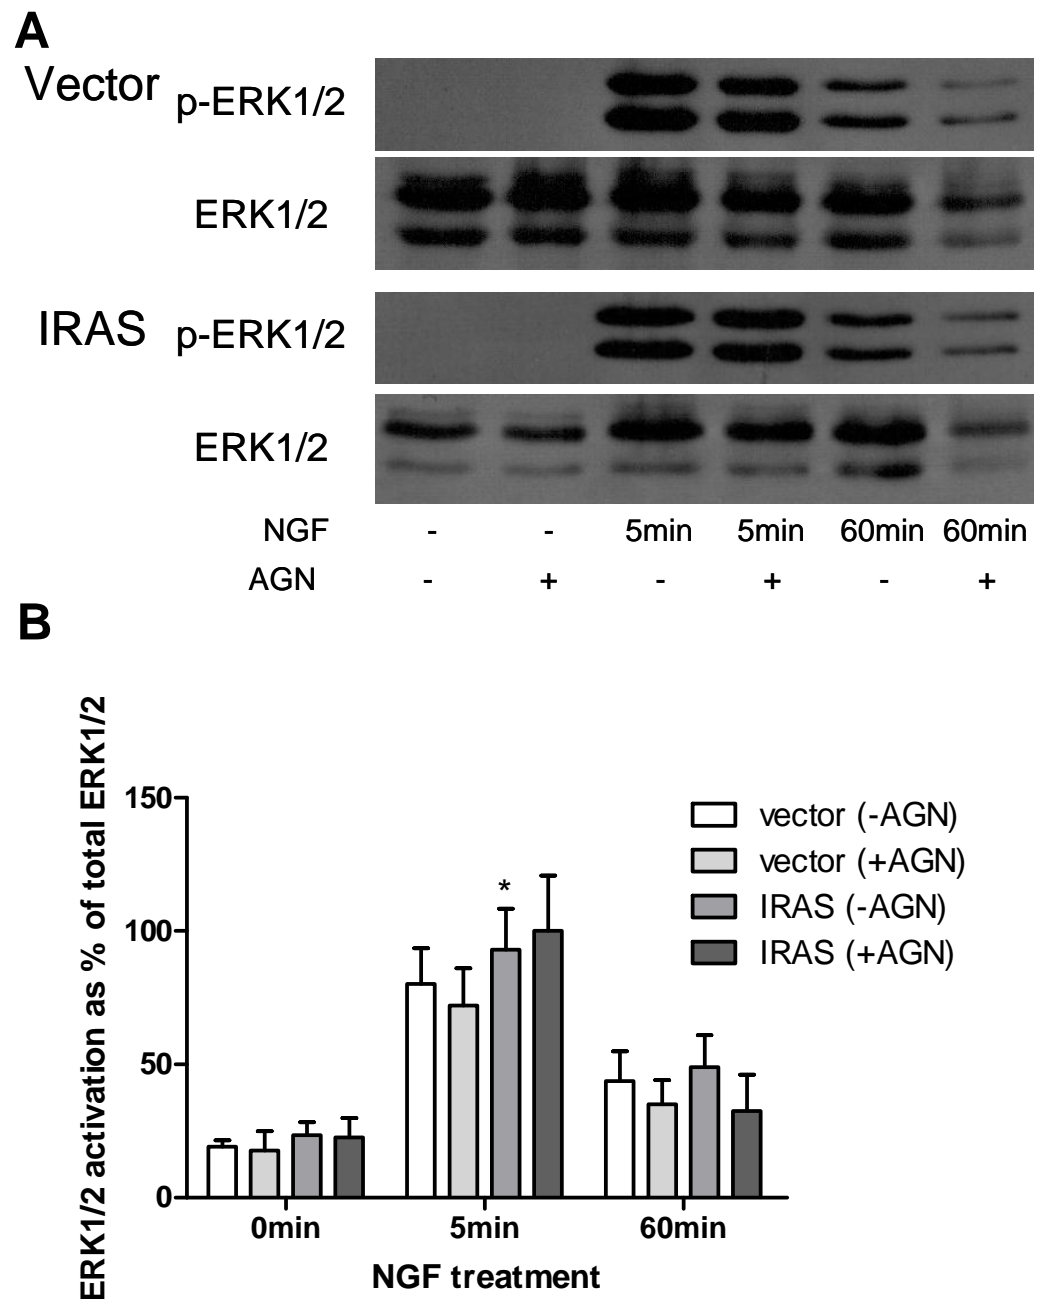 A
Vector p-ERK1/2
ERK1/2
IRAS p-ERK1/2
ERK1/2
NGF - - 5min 5min 60min 60min
AGN - + - + - +
B
ERK1/2 activation as % of total ERK1/2
150
100
50
0
*
vector (-AGN)
vector (+AGN)
IRAS (-AGN)
IRAS (+AGN)
0min 5min 60min
NGF treatment